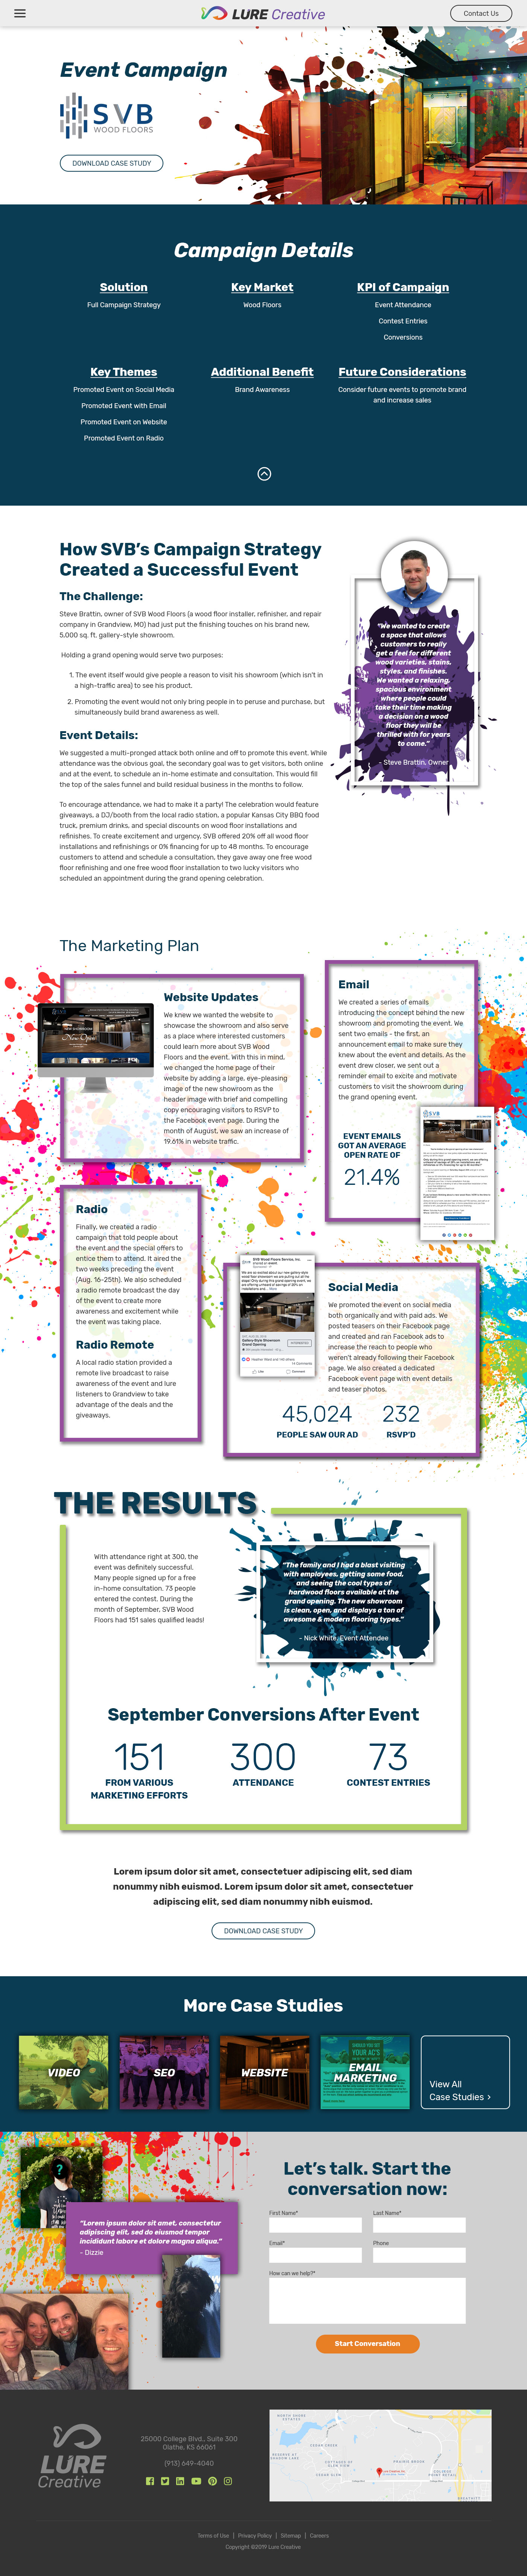 LURE Creative
Contact Us
Event Campaign
SVB
WOOD FLOORS
DOWNLOAD CASE STUDY
Campaign Details
Solution
Full Campaign Strategy
Key Market
Wood Floors
KPI of Campaign
Event Attendance
Contest Entries
Conversions
Key Themes
Promoted Event on Social Media
Promoted Event with Email
Promoted Event on Website
Promoted Event on Radio
Additional Benefit
Brand Awareness
Future Considerations
Consider future events to promote brand
and increase sales
How SVB’s Campaign Strategy
Created a Successful Event
The Challenge:
Steve Brattin, owner of SVB Wood Floors (a wood floor installer, refinisher, and repair
company in Grandview, MO) had just put the finishing touches on his brand new,
5,000 sq. ft. gallery-style showroom.
Holding a grand opening would serve two purposes:
1. The event itself would give people a reason to visit his showroom (which isn’t in
a high-traffic area) to see his product.
2. Promoting the event would not only bring people in to peruse and purchase, but
simultaneously build brand awareness as well.
Event Details:
We suggested a multi-pronged attack both online and off to promote this event. While
attendance was the obvious goal, the secondary goal was to get visitors, both online
and at the event, to schedule an in-home estimate and consultation. This would fill
the top of the sales funnel and build residual business in the months to follow.
To encourage attendance, we had to make it a party! The celebration would feature
giveaways, a DJ/booth from the local radio station, a popular Kansas City BBQ food
truck, premium drinks, and special discounts on wood floor installations and
refinishes. To create excitement and urgency, SVB offered 20% off all wood floor
installations and refinishings or 0% financing for up to 48 months. To encourage
customers to attend and schedule a consultation, they gave away one free wood
floor refinishing and one free wood floor installation to two lucky visitors who
scheduled an appointment during the grand opening celebration.
“We wanted to create
a space that allows
customers to really
get a feel for different
wood varieties, stains,
styles, and finishes.
We wanted a relaxing,
spacious environment
where people could
take their time making
a decision on a wood
floor they will be
thrilled with for years
to come.”
– Steve Brattin, Owner
The Marketing Plan
Website Updates
We knew we wanted the website to
showcase the showroom and also serve
as a place where interested customers
could learn more about SVB Wood
Floors and the event. With this in mind,
we changed the home page of their
website by adding a large, eye-pleasing
image of the new showroom as the
header image with brief and compelling
copy encouraging visitors to RSVP to
the Facebook event page. During the
month of August, we saw an increase of
19.61% in website traffic.
Email
We created a series of emails
introducing the concept behind the new
showroom and promoting the event. We
sent two emails - the first, an
announcement email to make sure they
knew about the event and details. As the
event drew closer, we sent out a
reminder email to excite and motivate
customers to visit the showroom during
the grand opening event.
EVENT EMAILS
GOT AN AVERAGE
OPEN RATE OF
21.4%
SVB
Radio
Finally, we created a radio
campaign that told people about
the event and the special offers to
entice them to attend. It aired the
two weeks preceding the event
(Aug. 16-25th). We also scheduled
a radio remote broadcast the day
of the event to create more
awareness and excitement while
the event was taking place.
Radio Remote
A local radio station provided a
remote live broadcast to raise
awareness of the event and lure
listeners to Grandview to take
advantage of the deals and the
giveaways.
Social Media
We promoted the event on social media
both organically and with paid ads. We
posted teasers on their Facebook page
and created and ran Facebook ads to
increase the reach to people who
weren’t already following their Facebook
page. We also created a dedicated
Facebook event page with event details
and teaser photos.
45,024
PEOPLE SAW OUR AD
232
RSVP’D
THE RESULTS
With attendance right at 300, the
event was definitely successful.
Many people signed up for a free
in-home consultation. 73 people
entered the contest. During the
month of September, SVB Wood
Floors had 151 sales qualified leads!
“The family and I had a blast visiting
with employees, getting some food,
and seeing the cool types of
hardwood floors available at the
grand opening. The new showroom
is clean, open, and displays a ton of
awesome & modern flooring types.”
– Nick White, Event Attendee
September Conversions After Event
151
FROM VARIOUS
MARKETING EFFORTS
300
ATTENDANCE
73
CONTEST ENTRIES
Lorem ipsum dolor sit amet, consectetuer adipiscing elit, sed diam
nonummy nibh euismod. Lorem ipsum dolor sit amet, consectetuer
adipiscing elit, sed diam nonummy nibh euismod.
DOWNLOAD CASE STUDY
More Case Studies
VIDEO
SEO
WEBSITE
EMAIL
MARKETING
View All
Case Studies >
“Lorem ipsum dolor sit amet, consectetur
adipiscing elit, sed do eiusmod tempor
incididunt labore et dolore magna aliqua.”
– Dizzie
Let’s talk. Start the
conversation now:
First Name*
Last Name*
Email*
Phone
How can we help?*
Start Conversation
LURE
Creative
25000 College Blvd., Suite 300
Olathe, KS 66061
(913) 649-4040
Terms of Use | Privacy Policy | Sitemap | Careers
Copyright ©2019 Lure Creative